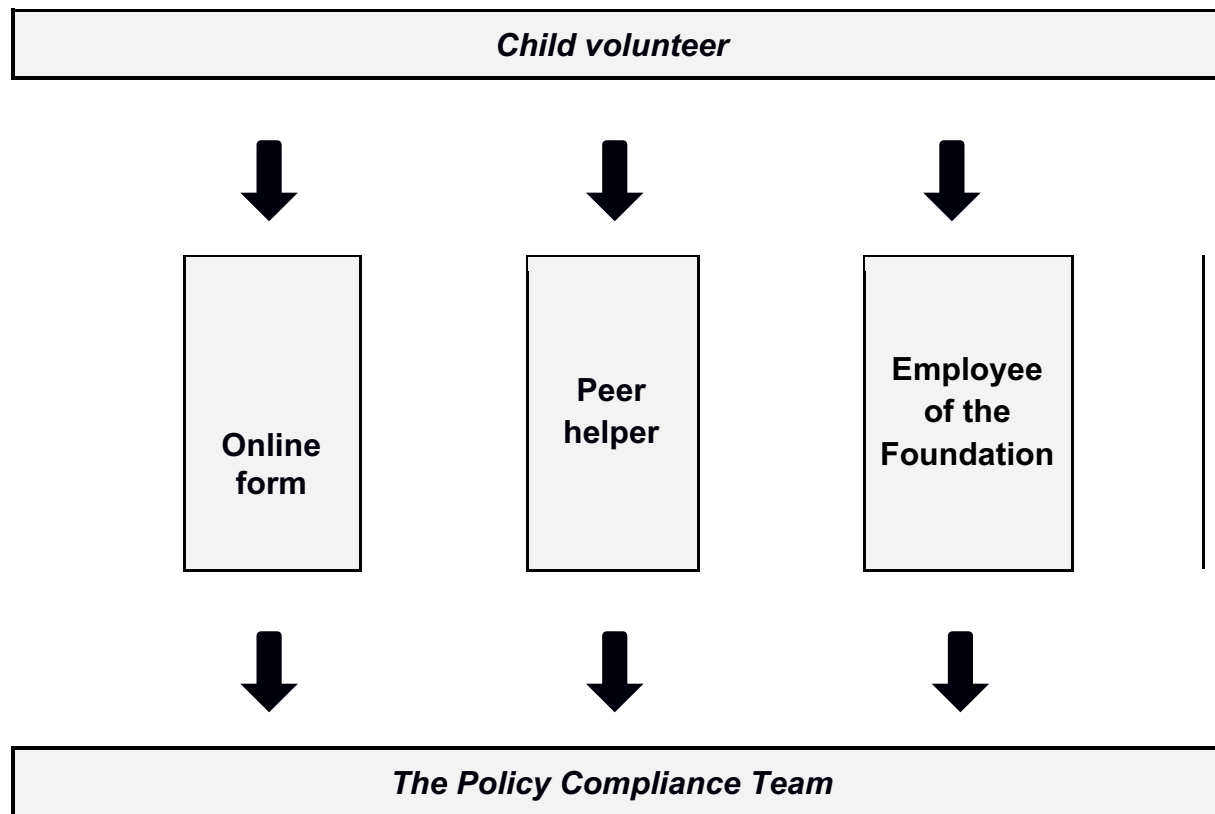 Child volunteer
Online
form
Peer
helper
Employee
of the
Foundation
The Policy Compliance Team